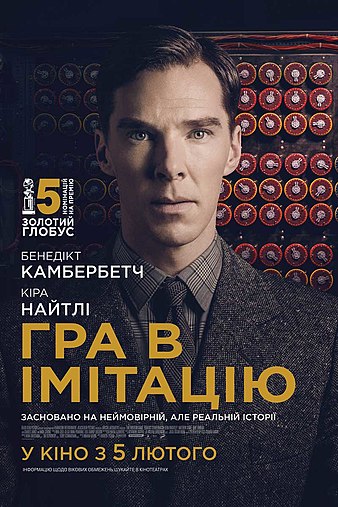 5
НОМІНАЦІЙ
НА ПРЕМІЮ
ЗОЛОТИЙ
ГЛОБУС
БЕНЕДІКТ
КАМБЕРБЕТЧ
КІРА
НАЙТЛІ
ГРА В
ІМІТАЦІЮ
ЗАСНОВАНО НА НЕЙМОВІРНІЙ, АЛЕ РЕАЛЬНІЙ ІСТОРІЇ
У КІНО З 5 ЛЮТОГО
ІНФОРМАЦІЮ ЩОДО ВІКОВИХ ОБМЕЖЕНЬ ШУКАЙТЕ В КІНОТЕАТРАХ